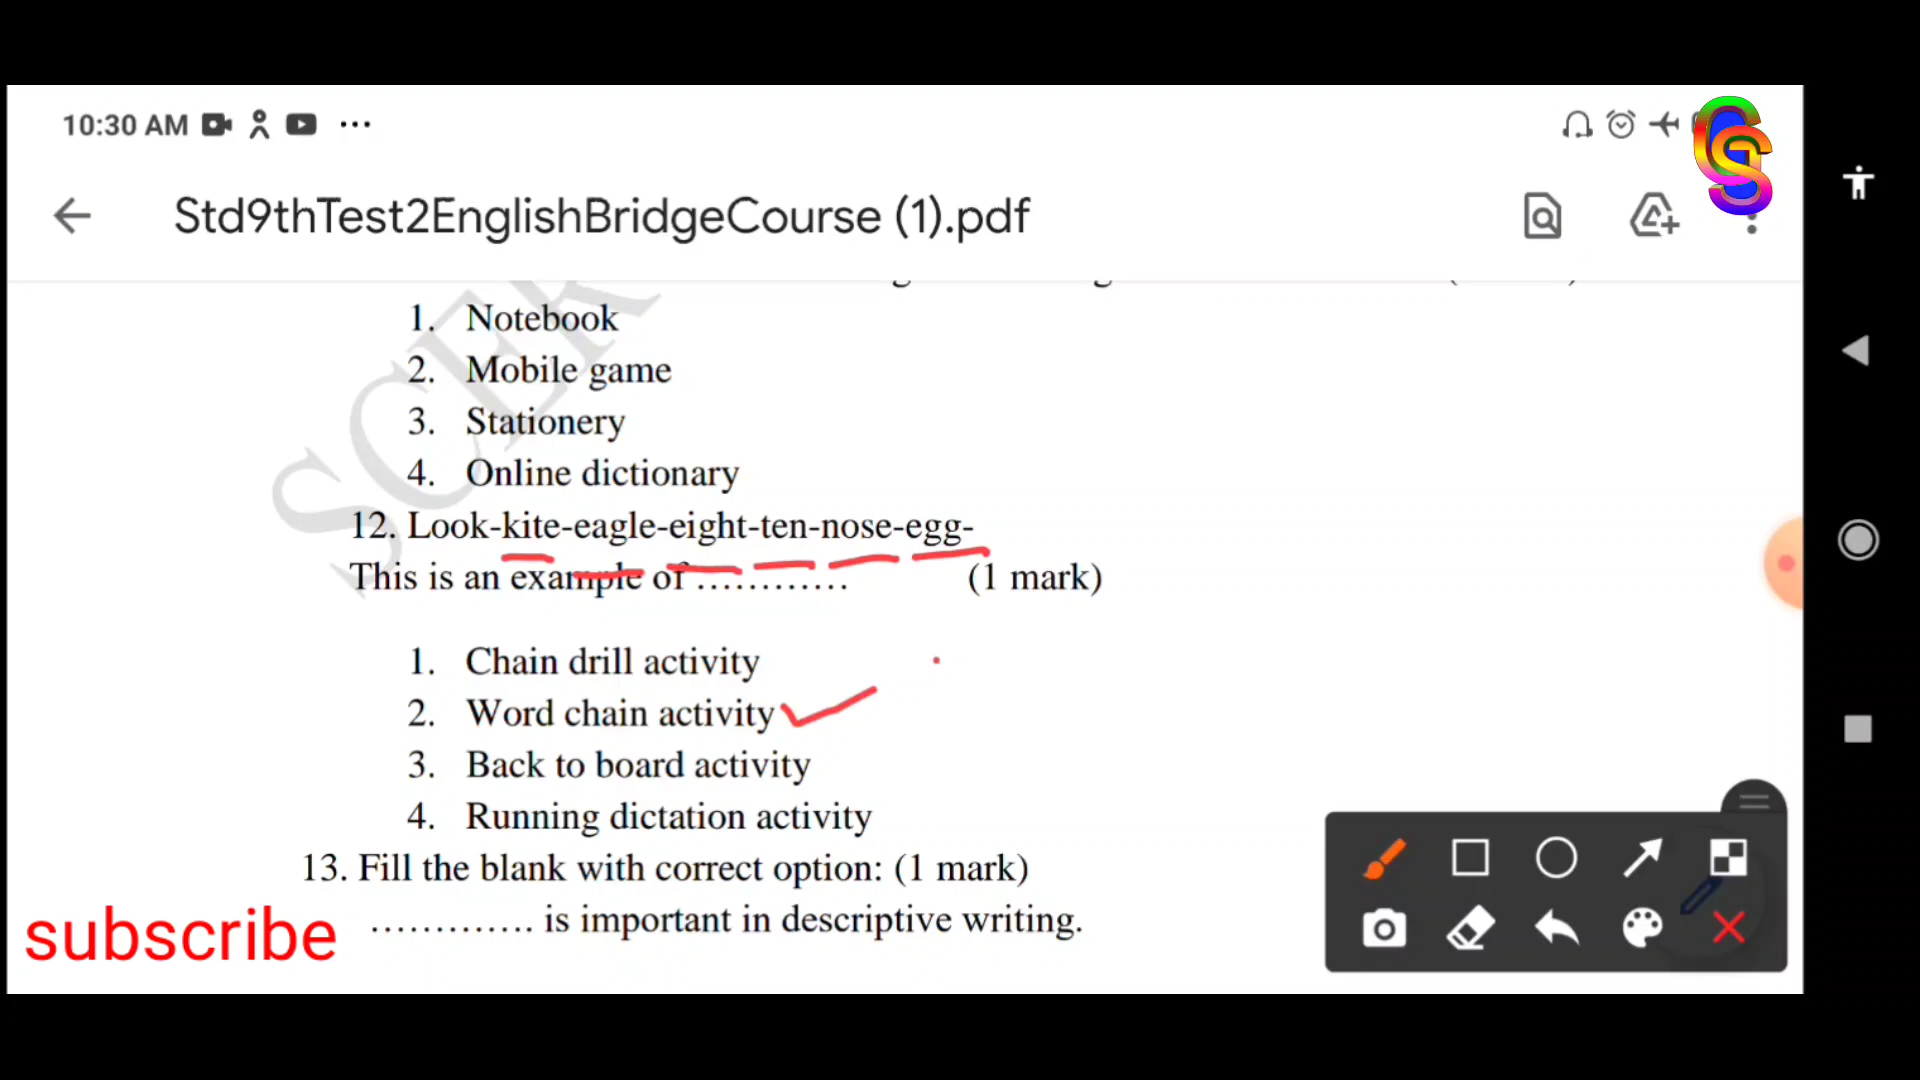 10:30 AM
Std9thTest2EnglishBridgeCourse (1).pdf
1. Notebook
2. Mobile game
3. Stationery
4. Online dictionary
12. Look-kite-eagle-eight-ten-nose-egg-
This is an example of ............ (1 mark)
1. Chain drill activity
2. Word chain activity
3. Back to board activity
4. Running dictation activity
13. Fill the blank with correct option: (1 mark)
............. is important in descriptive writing.
subscribe